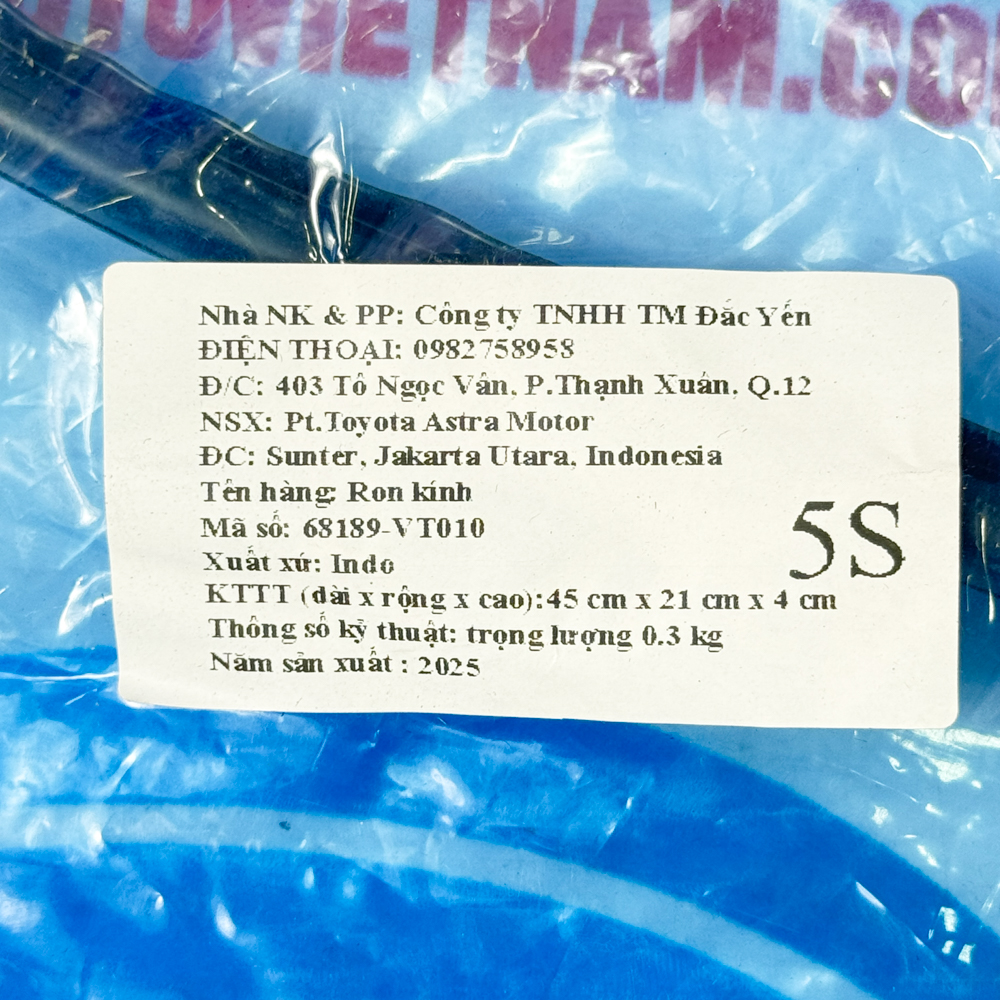 OTOVIETNAM.CO
Nhà NK & PP: Công ty TNHH TM Đắc Yến
ĐIỆN THOẠI: 0982758958
Đ/C: 403 Tô Ngọc Vân, P.Thạnh Xuân, Q.12
NSX: Pt.Toyota Astra Motor
ĐC: Sunter, Jakarta Utara, Indonesia
Tên hàng: Ron kính
Mã số: 68189-VT010
5S
Xuất xứ: Indo
KTTT (dài x rộng x cao):45 cm x 21 cm x 4 cm
Thông số kỹ thuật: trọng lượng 0.3 kg
Năm sản xuất : 2025